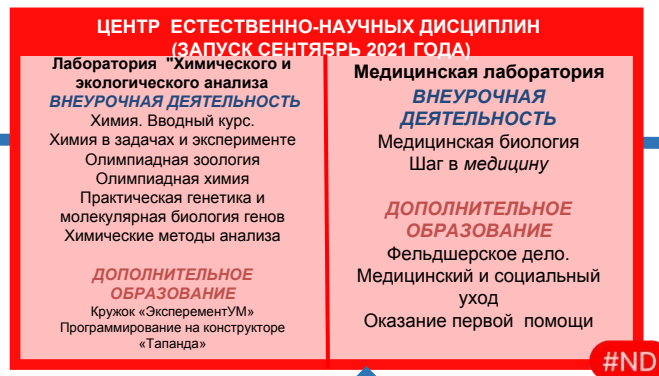 ЦЕНТР ЕСТЕСТВЕННО-НАУЧНЫХ ДИСЦИПЛИН
(ЗАПУСК СЕНТЯБРЬ 2021 ГОДА)
Лаборатория "Химического и
экологического анализа
ВНЕУРОЧНАЯ ДЕЯТЕЛЬНОСТЬ
Химия. Вводный курс.
Химия в задачах и эксперименте
Олимпиадная зоология
Олимпиадная химия
Практическая генетика и
молекулярная биология генов
Химические методы анализа
ДОПОЛНИТЕЛЬНОЕ
ОБРАЗОВАНИЕ
Кружок «ЭксперементУМ»
Программирование на конструкторе
«Тапанда»
Медицинская лаборатория
ВНЕУРОЧНАЯ
ДЕЯТЕЛЬНОСТЬ
Медицинская биология
Шаг в медицину
ДОПОЛНИТЕЛЬНОЕ
ОБРАЗОВАНИЕ
Фельдшерское дело.
Медицинский и социальный
уход
Оказание первой помощи
#ND